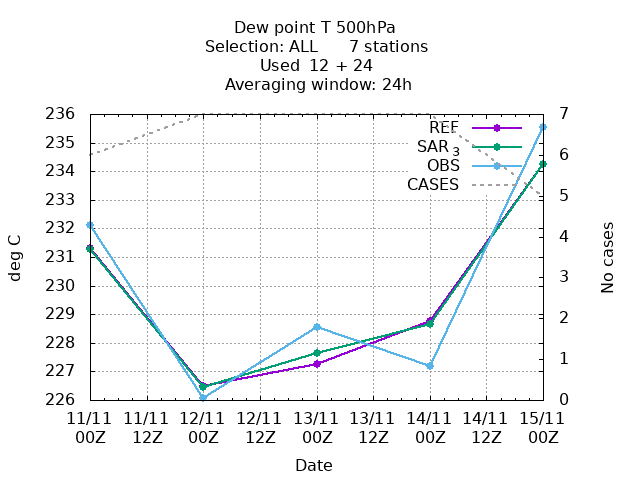 Dew point T 500hPa
Selection: ALL 7 stations
Used 12 + 24
Averaging window: 24h
236
235
234
233
232
231
230
229
228
227
226
deg C
7
6
5
4
3
2
1
0
No cases
REF
SAR 3
OBS
CASES
11/11 11/11 12/11 12/11 13/11 13/11 14/11 14/11 15/11
00Z 12Z 00Z 12Z 00Z 12Z 00Z 12Z 00Z
Date